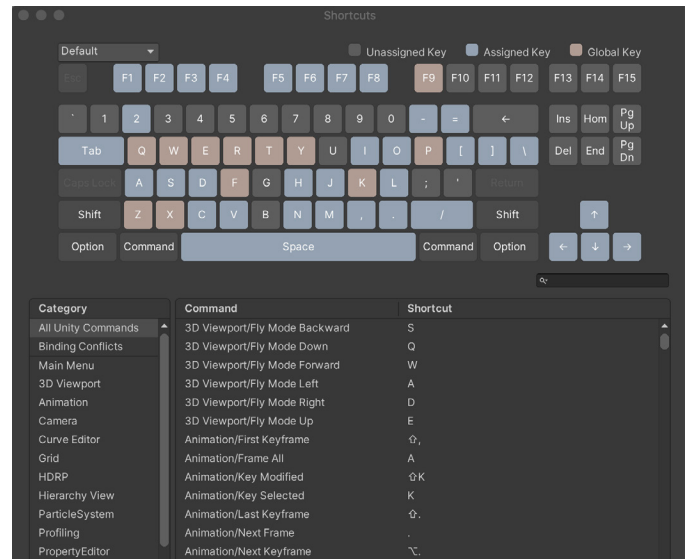 Shortcuts
Default Unassigned Key Assigned Key Global Key
Esc F1 F2 F3 F4 F5 F6 F7 F8 F9 F10 F11 F12 F13 F14 F15
` 1 2 3 4 5 6 7 8 9 0 - = ← Ins Hom Pg Up
Tab Q W E R T Y U I O P [ ] \ Del End Pg Dn
Caps Lock A S D F G H J K L ; ' Return
Shift Z X C V B N M , . / Shift ↑
Option Command Space Command Option ← ↓ →
Category Command Shortcut
All Unity Commands 3D Viewport/Fly Mode Backward S
Binding Conflicts 3D Viewport/Fly Mode Down Q
Main Menu 3D Viewport/Fly Mode Forward W
3D Viewport 3D Viewport/Fly Mode Left A
Animation 3D Viewport/Fly Mode Right D
Camera 3D Viewport/Fly Mode Up E
Curve Editor Animation/First Keyframe ⇧,
Grid Animation/Frame All A
HDRP Animation/Key Modified ⇧K
Hierarchy View Animation/Key Selected K
ParticleSystem Animation/Last Keyframe ⇧.
Profiling Animation/Next Frame .
PropertyEditor Animation/Next Keyframe ⌥.